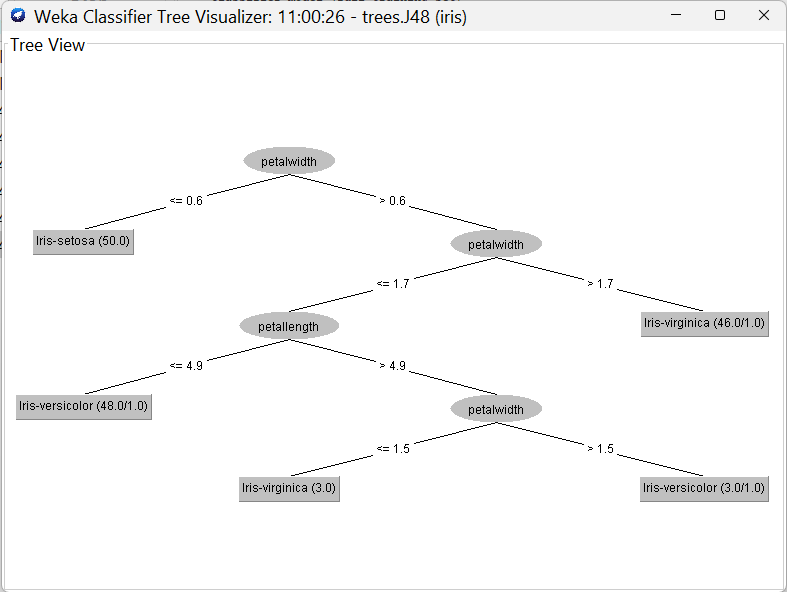 Weka Classifier Tree Visualizer: 11:00:26 - trees.J48 (iris)
Tree View
petalwidth
<= 0.6
> 0.6
Iris-setosa (50.0)
petalwidth
<= 1.7
> 1.7
petallength
Iris-virginica (46.0/1.0)
<= 4.9
> 4.9
Iris-versicolor (48.0/1.0)
petalwidth
<= 1.5
> 1.5
Iris-virginica (3.0)
Iris-versicolor (3.0/1.0)